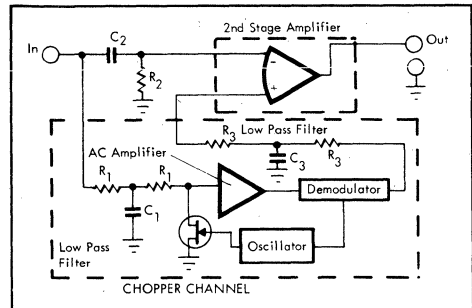 2nd Stage Amplifier
In
C2
Out
R2
-
+
Low Pass Filter
R3
R3
C3
AC Amplifier
R1
R1
Demodulator
C1
Oscillator
Low Pass
Filter
CHOPPER CHANNEL